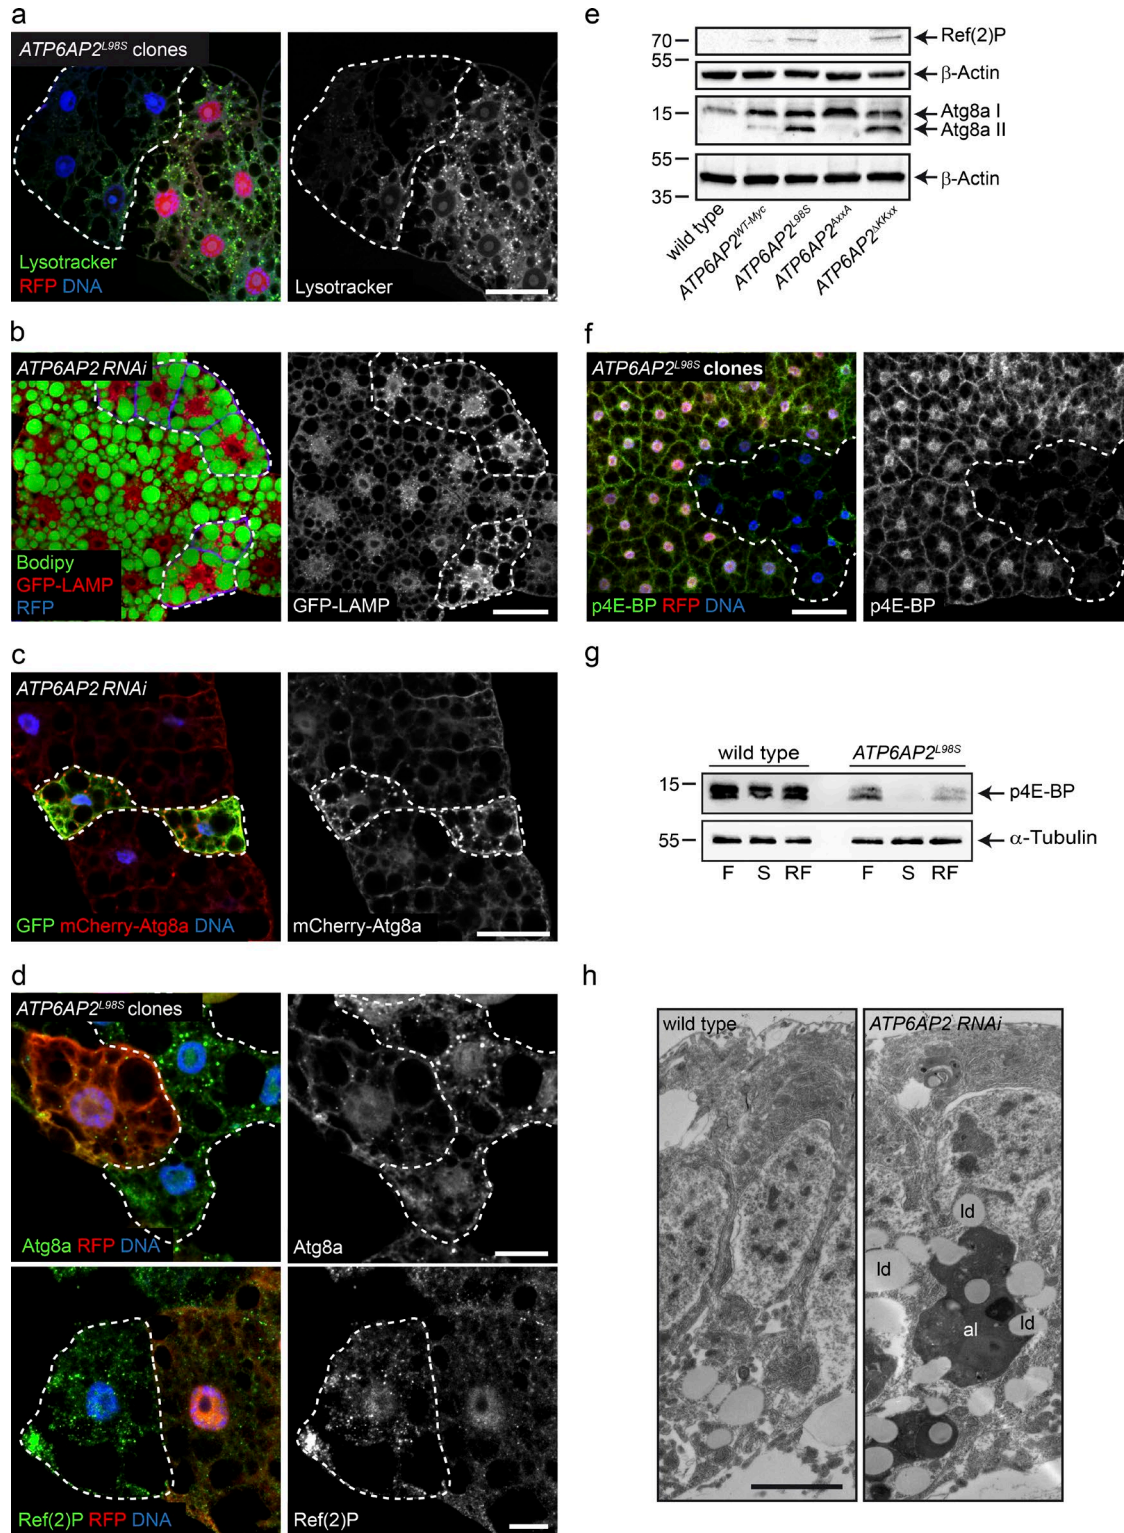 a
ATP6AP2L98S clones
Lysotracker
RFP DNA
Lysotracker
b
ATP6AP2 RNAi
Bodipy
GFP-LAMP
RFP
GFP-LAMP
c
ATP6AP2 RNAi
GFP mCherry-Atg8a DNA
mCherry-Atg8a
d
ATP6AP2L98S clones
Atg8a RFP DNA
Atg8a
Ref(2)P RFP DNA
Ref(2)P
e
70
55
Ref(2)P
β-Actin
15
Atg8a I
Atg8a II
55
35
β-Actin
wild type
ATP6AP2WT-Myc
ATP6AP2L98S
ATP6AP2AxxA
ATP6AP2ΔKKxx
f
ATP6AP2L98S clones
p4E-BP RFP DNA
p4E-BP
g
wild type
ATP6AP2L98S
15
p4E-BP
55
α-Tubulin
F S RF F S RF
h
wild type
ATP6AP2 RNAi
ld
ld
ld
al